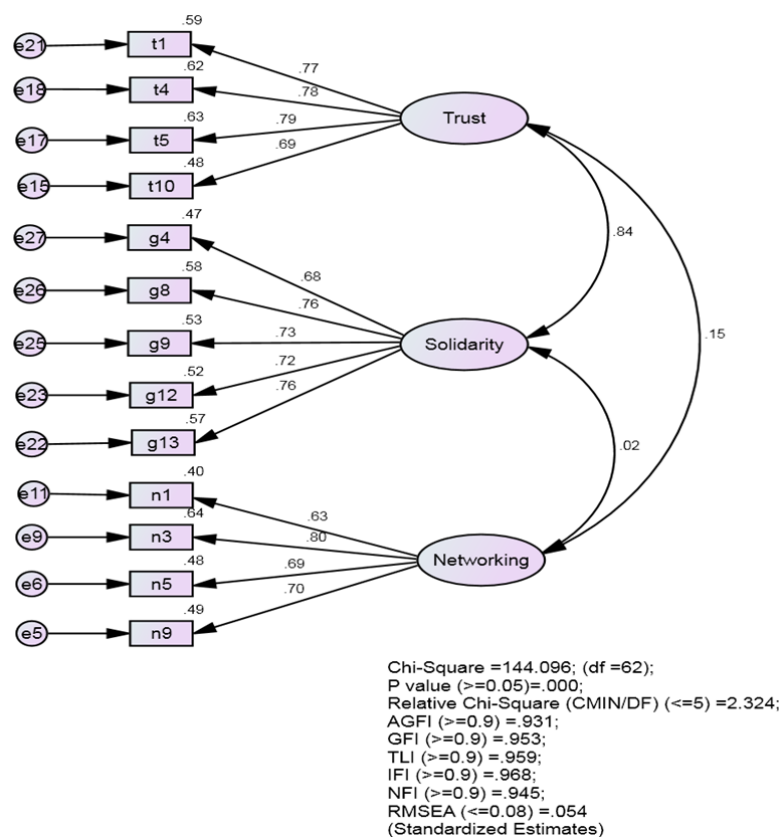 .59
e21 t1
.77
.62
e18 t4
.78
Trust
.63
e17 t5
.79
.48
.69
e15 t10
.47
e27 g4
.84
.58
.68
e26 g8
.76
.53
e25 g9
.73
Solidarity
.15
.52
.72
e23 g12
.76
.57
e22 g13
.02
.40
e11 n1
.64
.63
e9 n3
.80
.48
Networking
.69
e6 n5
.70
.49
e5 n9
Chi-Square =144.096; (df =62);
P value (>=0.05)=.000;
Relative Chi-Square (CMIN/DF) (<=5) =2.324;
AGFI (>=0.9) =.931;
GFI (>=0.9) =.953;
TLI (>=0.9) =.959;
IFI (>=0.9) =.968;
NFI (>=0.9) =.945;
RMSEA (<=0.08) =.054
(Standardized Estimates)